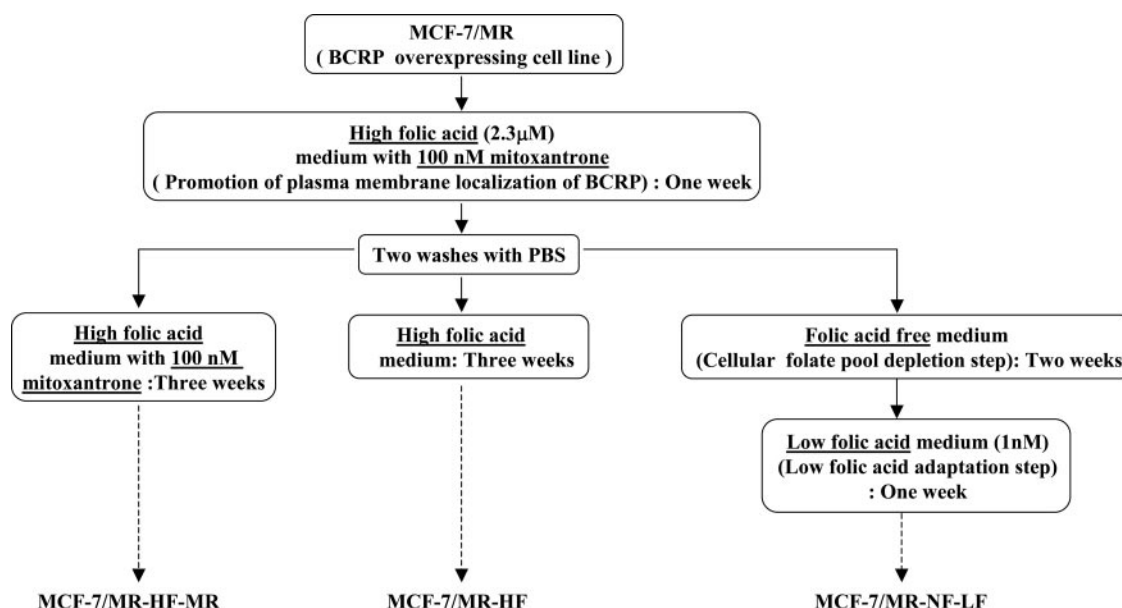 MCF-7/MR
( BCRP overexpressing cell line )
High folic acid (2.3μM)
medium with 100 nM mitoxantrone
( Promotion of plasma membrane localization of BCRP) : One week
Two washes with PBS
High folic acid
medium with 100 nM
mitoxantrone :Three weeks
High folic acid
medium: Three weeks
Folic acid free medium
(Cellular folate pool depletion step): Two weeks
Low folic acid medium (1nM)
(Low folic acid adaptation step)
: One week
MCF-7/MR-HF-MR
MCF-7/MR-HF
MCF-7/MR-NF-LF